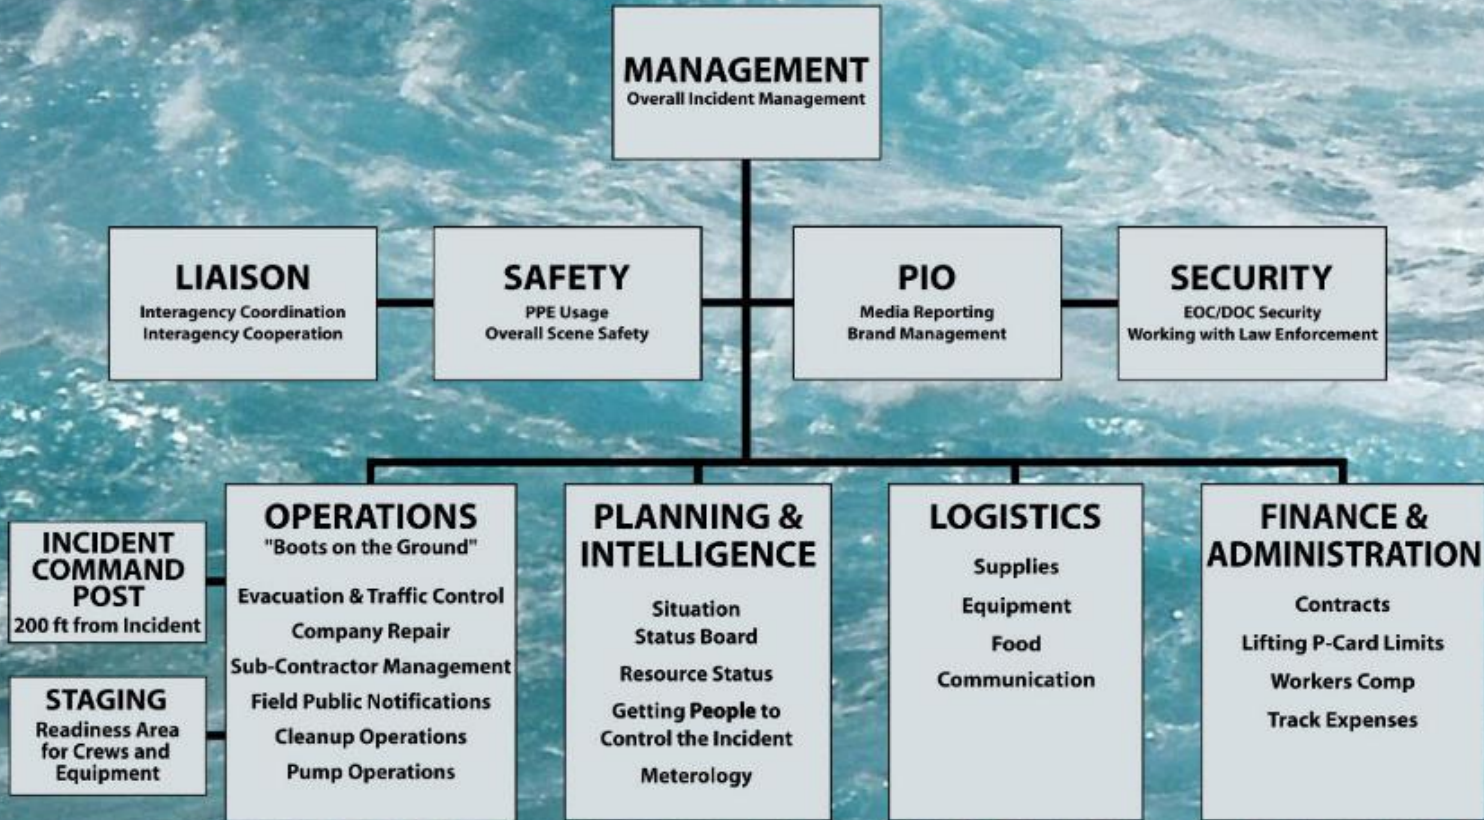 MANAGEMENT
Overall Incident Management
LIAISON
Interagency Coordination
Interagency Cooperation
SAFETY
PPE Usage
Overall Scene Safety
PIO
Media Reporting
Brand Management
SECURITY
EOC/DOC Security
Working with Law Enforcement
INCIDENT
COMMAND
POST
200 ft from Incident
STAGING
Readiness Area
for Crews and
Equipment
OPERATIONS
"Boots on the Ground"
Evacuation & Traffic Control
Company Repair
Sub-Contractor Management
Field Public Notifications
Cleanup Operations
Pump Operations
PLANNING &
INTELLIGENCE
Situation
Status Board
Resource Status
Getting People to
Control the Incident
Meterology
LOGISTICS
Supplies
Equipment
Food
Communication
FINANCE &
ADMINISTRATION
Contracts
Lifting P-Card Limits
Workers Comp
Track Expenses